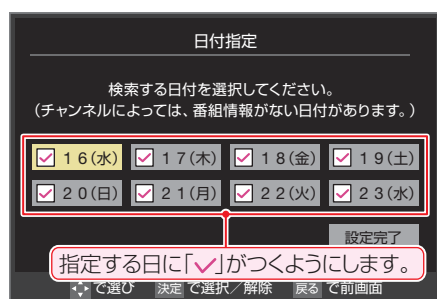 日付指定
検索する日付を選択してください。
（チャンネルによっては、番組情報がない日付があります。）
16(水) 17(木) 18(金) 19(土)
20(日) 21(月) 22(火) 23(水)
設定完了
指定する日に「✓」がつくようにします。
で選び 決定 で選択／解除 戻る で前画面